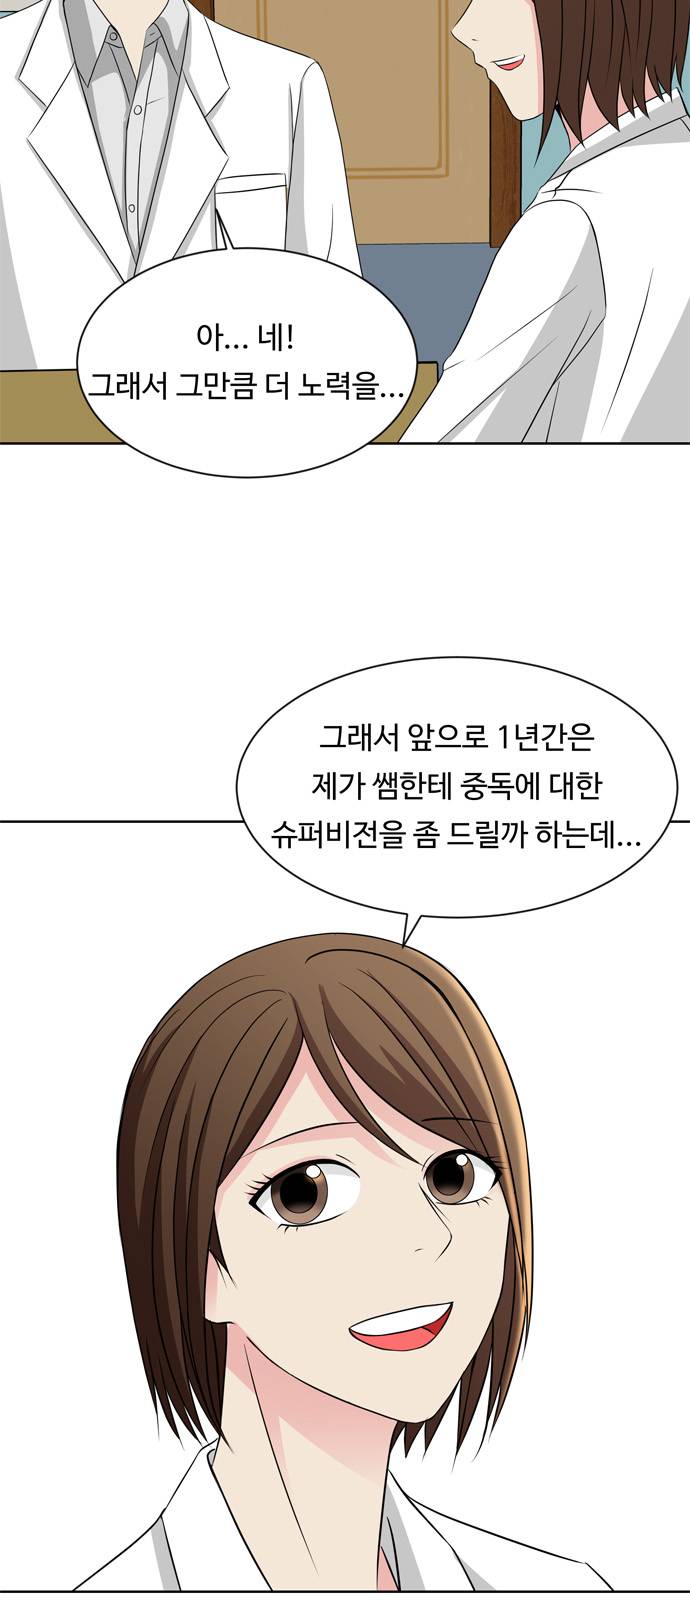 아... 네!
그래서 그만큼 더 노력을...
그래서 앞으로 1년간은
제가 쌤한테 중독에 대한
슈퍼비전을 좀 드릴까 하는데...